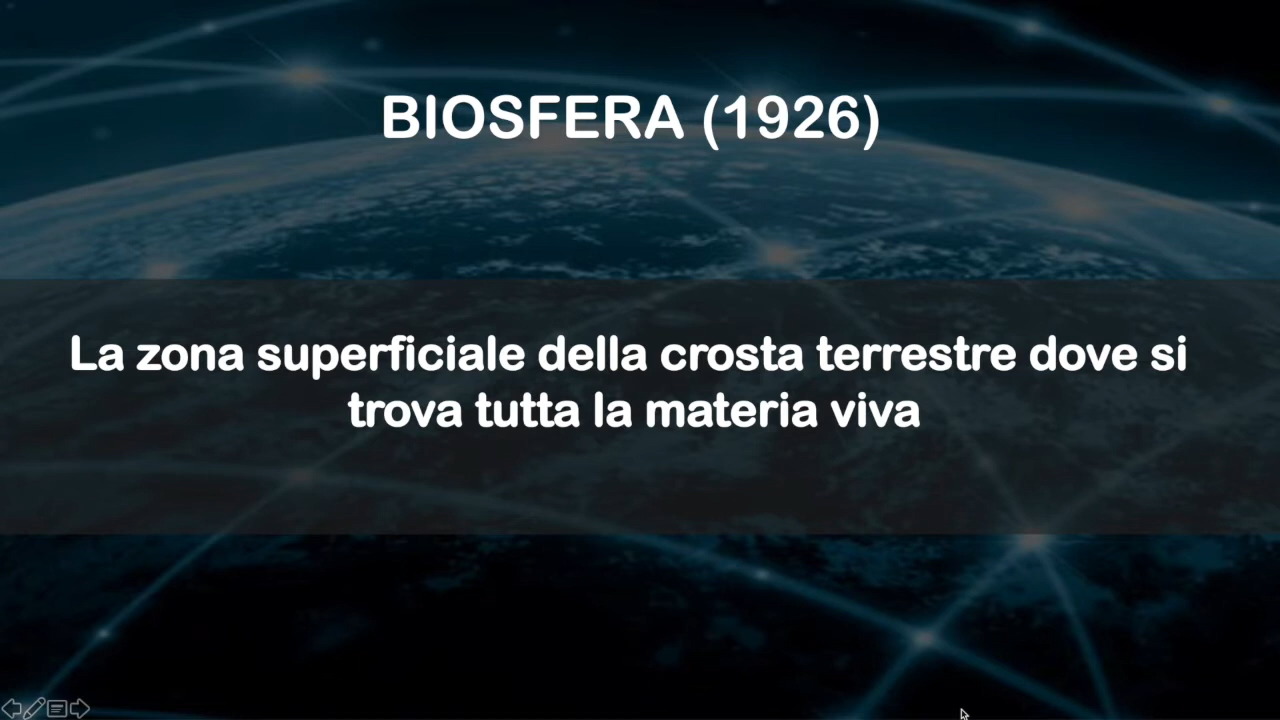 BIOSFERA (1926)
La zona superficiale della crosta terrestre dove si
trova tutta la materia viva